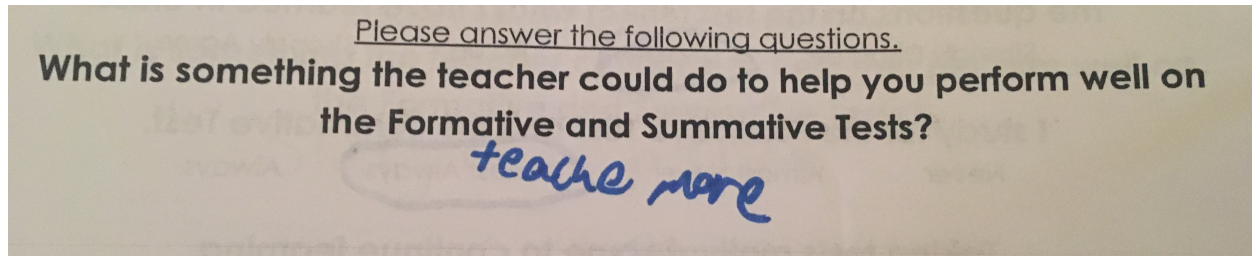 Please answer the following questions.
What is something the teacher could do to help you perform well on
the Formative and Summative Tests?
teache more